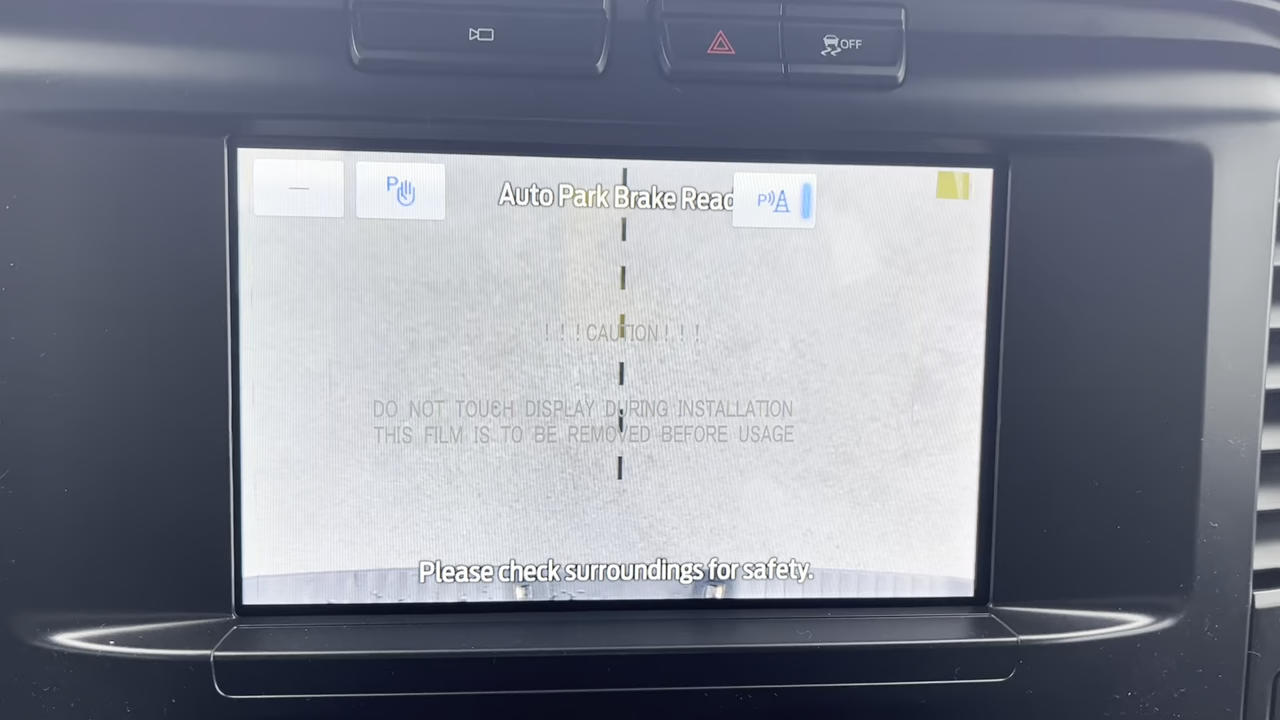 OFF
P
Auto Park Brake Read
P
! ! ! CAUTION ! ! !
DO NOT TOUCH DISPLAY DURING INSTALLATION
THIS FILM IS TO BE REMOVED BEFORE USAGE
Please check surroundings for safety.